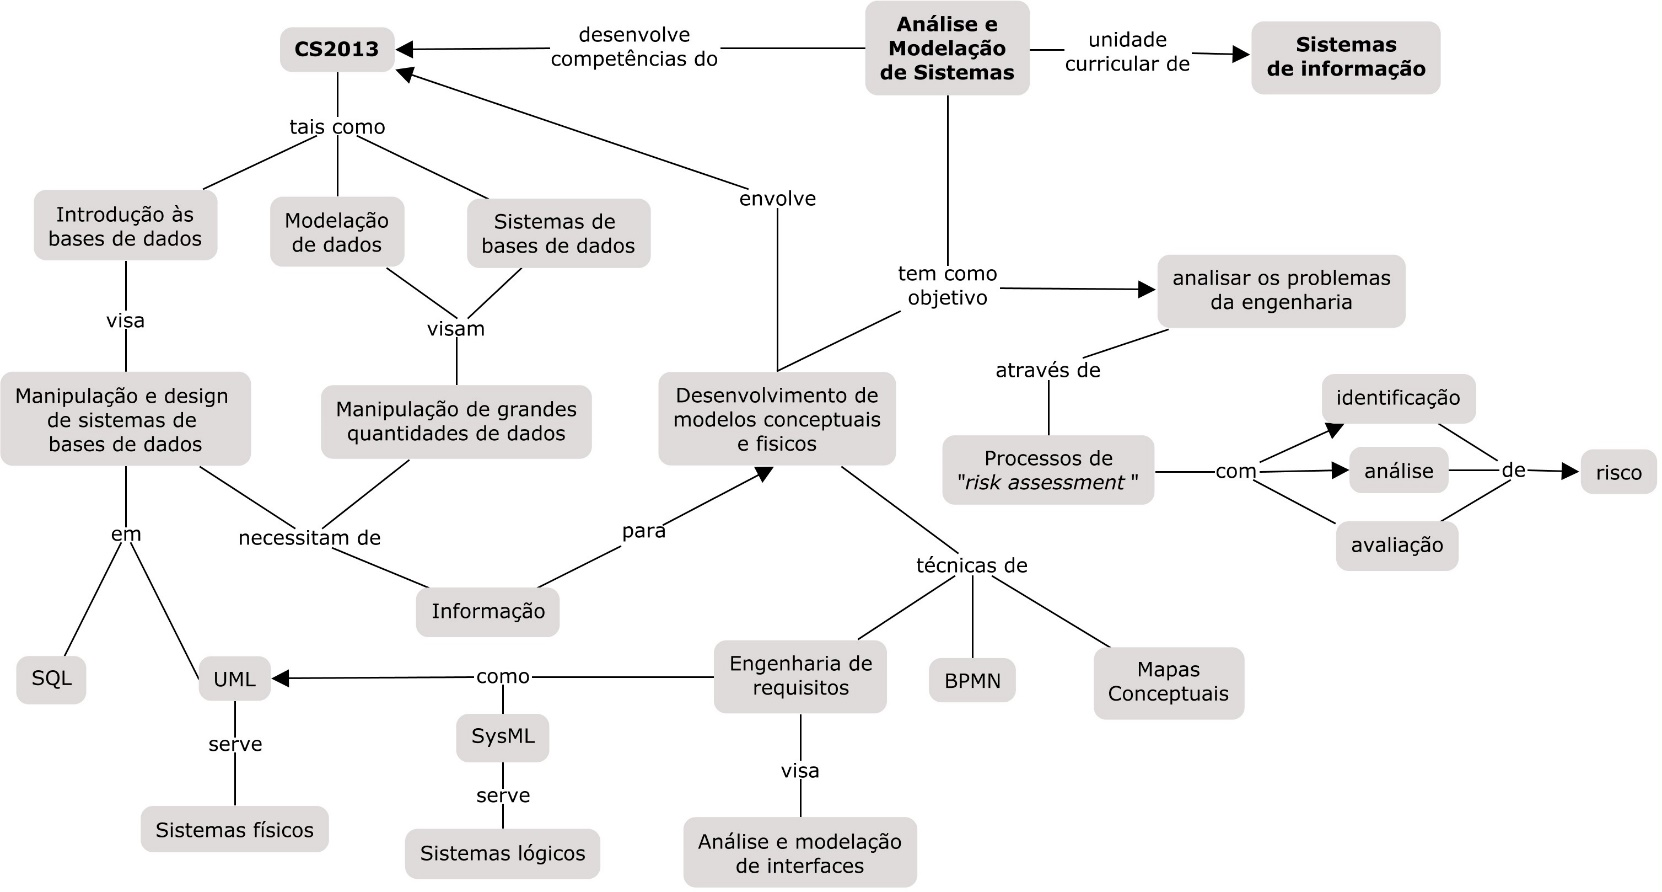 CS2013
desenvolve
competências do
Análise e
Modelação
de Sistemas
unidade
curricular de
Sistemas
de informação
tais como
envolve
Introdução às
bases de dados
Modelação
de dados
Sistemas de
bases de dados
tem como
objetivo
analisar os problemas
da engenharia
visa
visam
através de
Manipulação e design
de sistemas de
bases de dados
Manipulação de grandes
quantidades de dados
Desenvolvimento de
modelos conceptuais
e fisicos
Processos de
"risk assessment "
com
identificação
análise
avaliação
de
risco
em
necessitam de
para
técnicas de
Informação
SQL
UML
como
Engenharia de
requisitos
BPMN
Mapas
Conceptuais
serve
SysML
visa
serve
Sistemas físicos
Sistemas lógicos
Análise e modelação
de interfaces